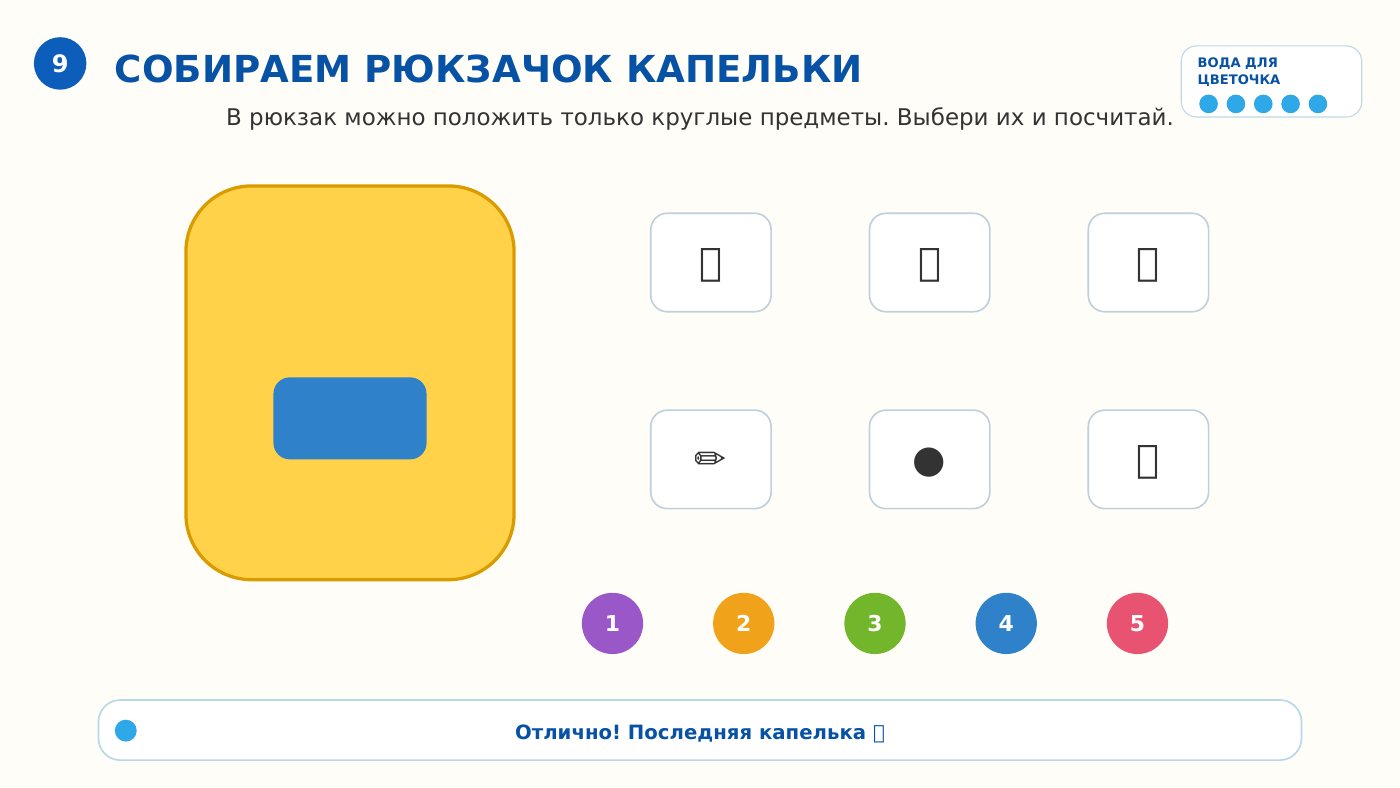 9
СОБИРАЕМ РЮКЗАЧОК КАПЕЛЬКИ
ВОДА ДЛЯ
ЦВЕТОЧКА
В рюкзак можно положить только круглые предметы. Выбери их и посчитай.
1 2 3 4 5
Отлично! Последняя капелька